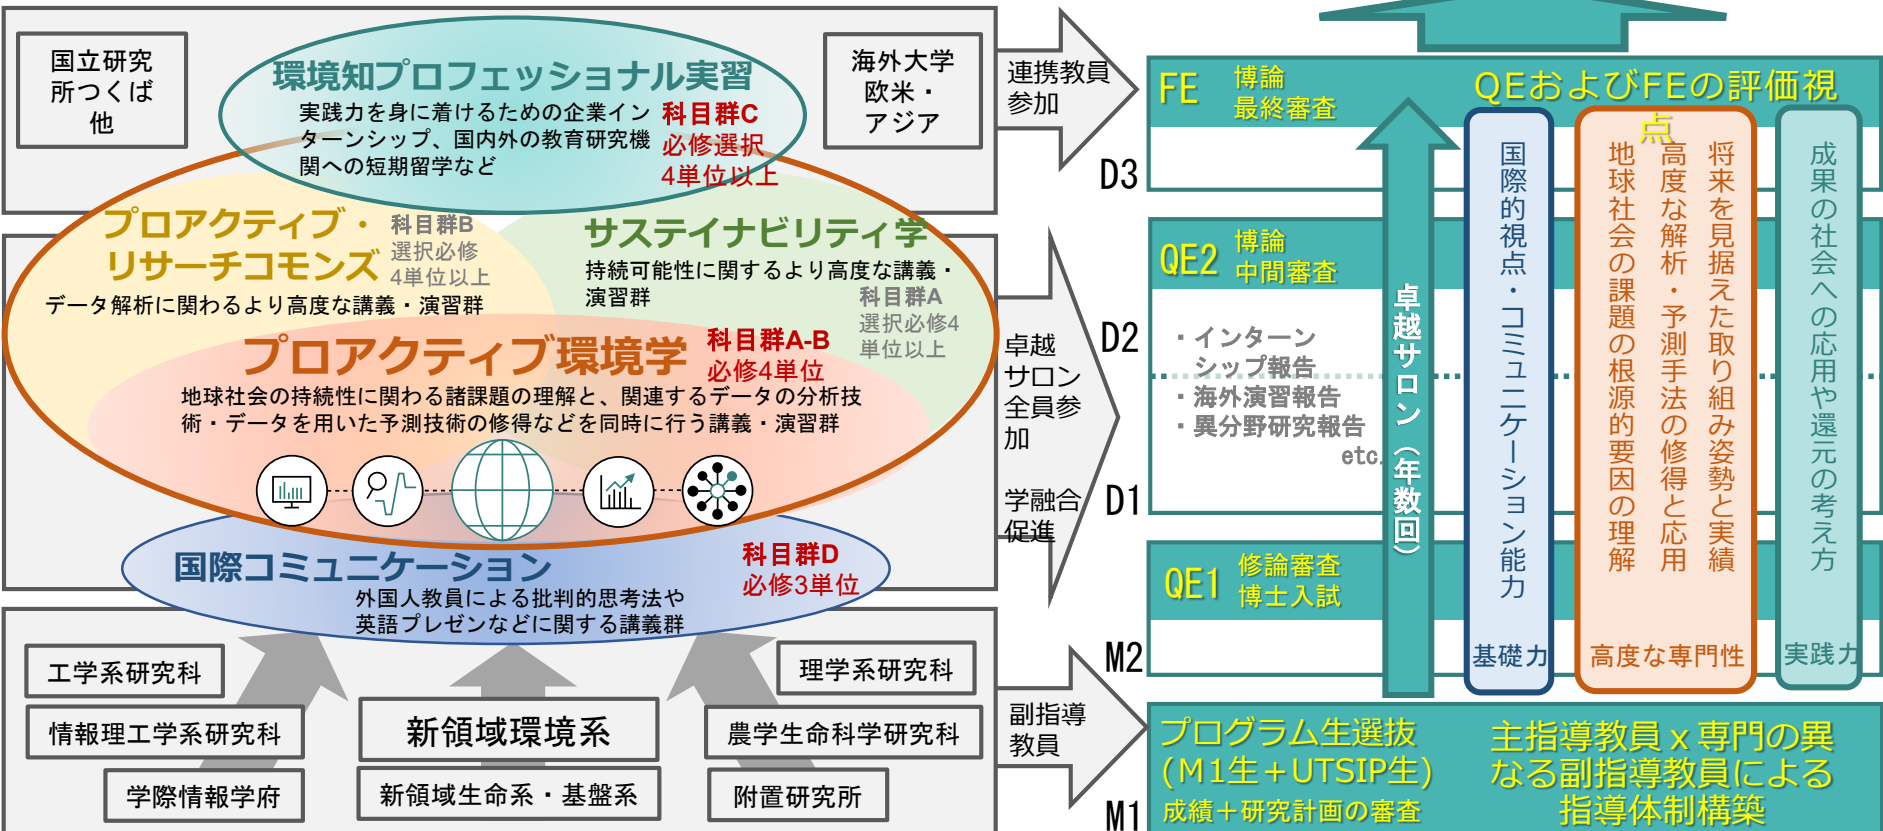 国立研究
所つくば
他
環境知プロフェッショナル実習
実践力を身に着けるための企業イン
ターンシップ、国内外の教育研究機
関への短期留学など
科目群C
必修選択
4単位以上
海外大学
欧米・
アジア
プロアクティブ・
リサーチコモンズ
科目群B
選択必修
4単位以上
データ解析に関わるより高度な講義・演習群
サステイナビリティ学
持続可能性に関するより高度な講義・
演習群
科目群A
選択必修4
単位以上
プロアクティブ環境学
科目群A-B
必修4単位
地球社会の持続性に関わる諸課題の理解と、関連するデータの分析技
術・データを用いた予測技術の修得などを同時に行う講義・演習群
国際コミュニケーション
科目群D
必修3単位
外国人教員による批判的思考法や
英語プレゼンなどに関する講義群
工学系研究科
情報理工学系研究科
学際情報学府
新領域環境系
新領域生命系・基盤系
理学系研究科
農学生命科学研究科
附置研究所
連携教員
参加
卓越
サロン
全員参
加
学融合
促進
副指導
教員
D3
D2
D1
M2
M1
FE
博論
最終審査
QE2
博論
中間審査
・インターン
シップ報告
・海外演習報告
・異分野研究報告
etc.
QE1
修論審査
博士入試
卓越サロン（年数回）
QEおよびFEの評価視
点
国際的視点・コミュニケーション能力
基礎力
将来を見据えた取り組み姿勢と実績
高度な解析・予測手法の修得と応用
地球社会の課題の根源的要因の理解
高度な専門性
成果の社会への応用や還元の考え方
実践力
プログラム生選抜
(M1生＋UTSIP生)
成績＋研究計画の審査
主指導教員ｘ専門の異
なる副指導教員による
指導体制構築